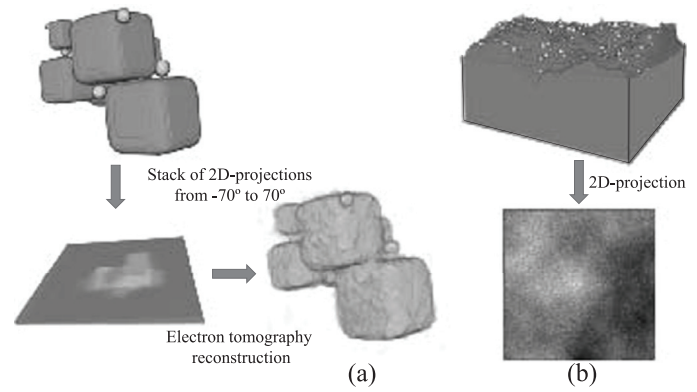 Stack of 2D-projections
from -70º to 70º
2D-projection
Electron tomography
reconstruction
(a)
(b)